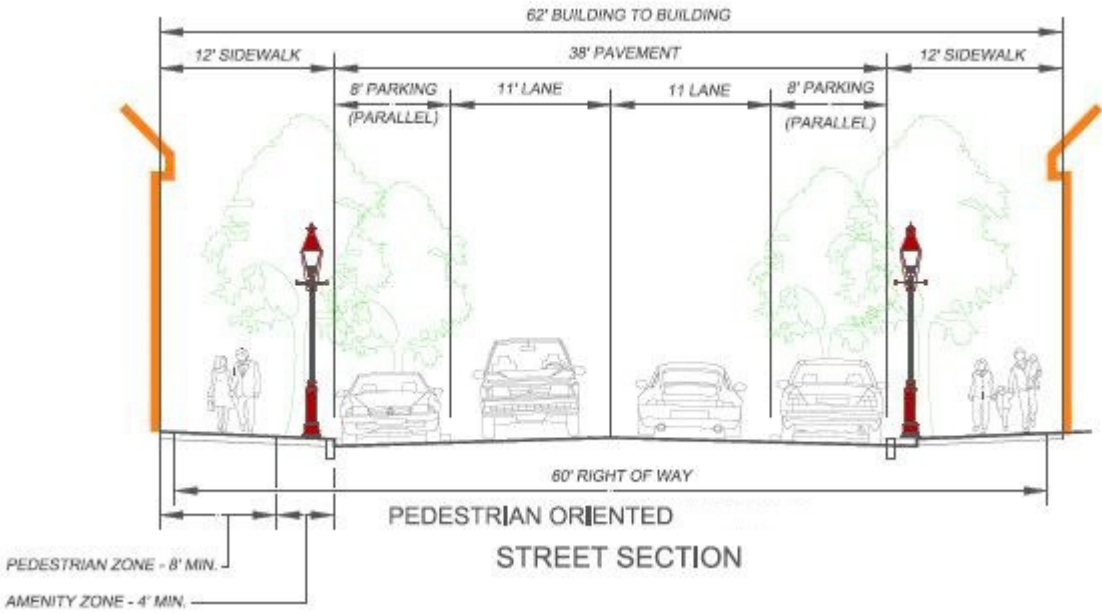 62' BUILDING TO BUILDING
12' SIDEWALK
38' PAVEMENT
12' SIDEWALK
8' PARKING
11' LANE
11 LANE
8' PARKING
(PARALLEL)
(PARALLEL)
60' RIGHT OF WAY
PEDESTRIAN ORIENTED
STREET SECTION
PEDESTRIAN ZONE - 8' MIN.
AMENITY ZONE - 4' MIN.